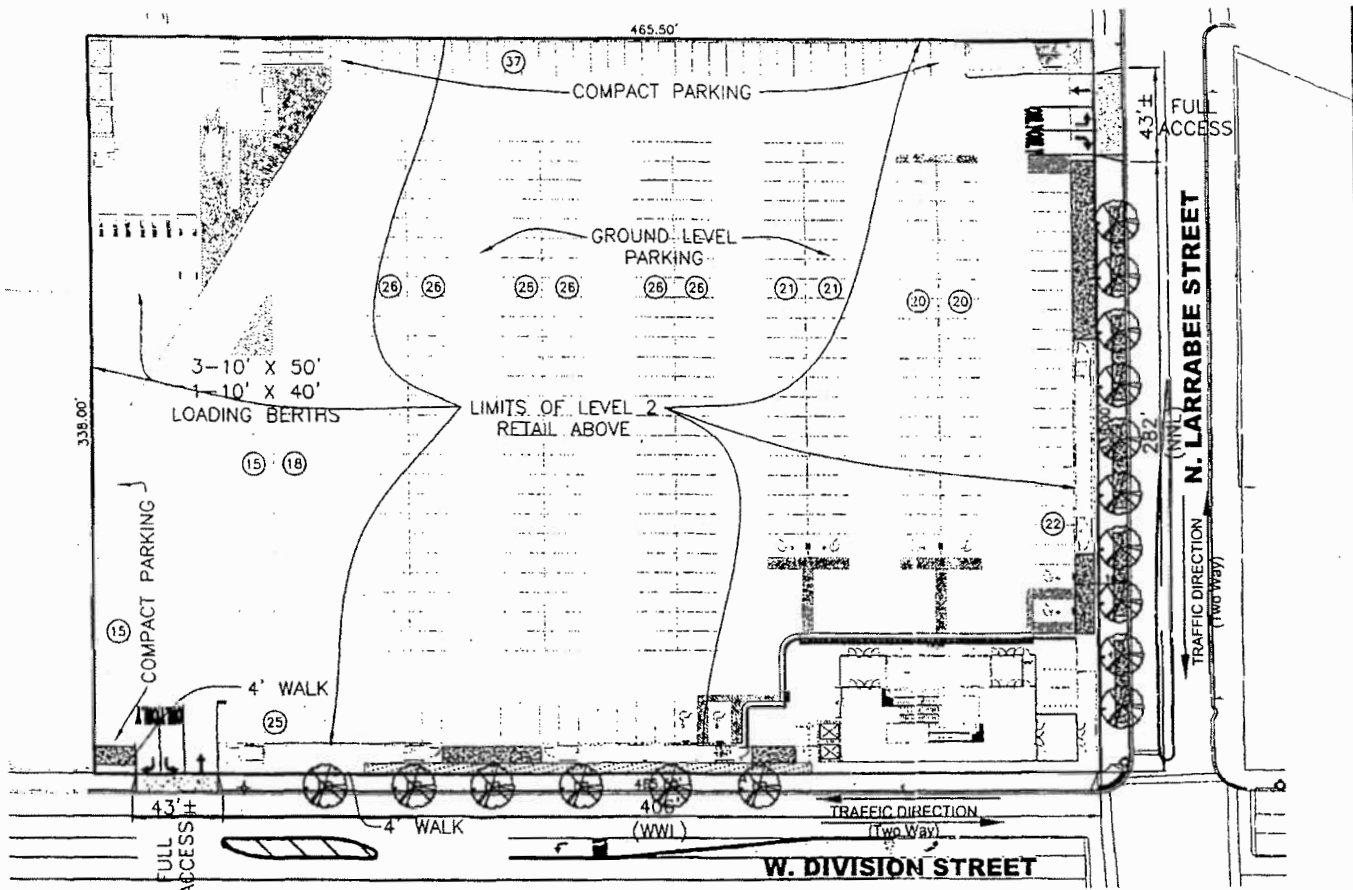 465.50'
37
COMPACT PARKING
43'±
FULL
ACCESS
GROUND LEVEL
PARKING
26
26
25
26
26
26
21
21
20
20
3-10' X 50'
1-10' X 40'
LOADING BERTHS
LIMITS OF LEVEL 2
RETAIL ABOVE
338.00'
15
18
282'
(NNL)
N. LARRABEE STREET
22
TRAFFIC DIRECTION
(Two Way)
COMPACT PARKING
15
4' WALK
25
43'±
FULL
ACCESS
4' WALK
406'
(WWL)
TRAFFIC DIRECTION
(Two Way)
W. DIVISION STREET